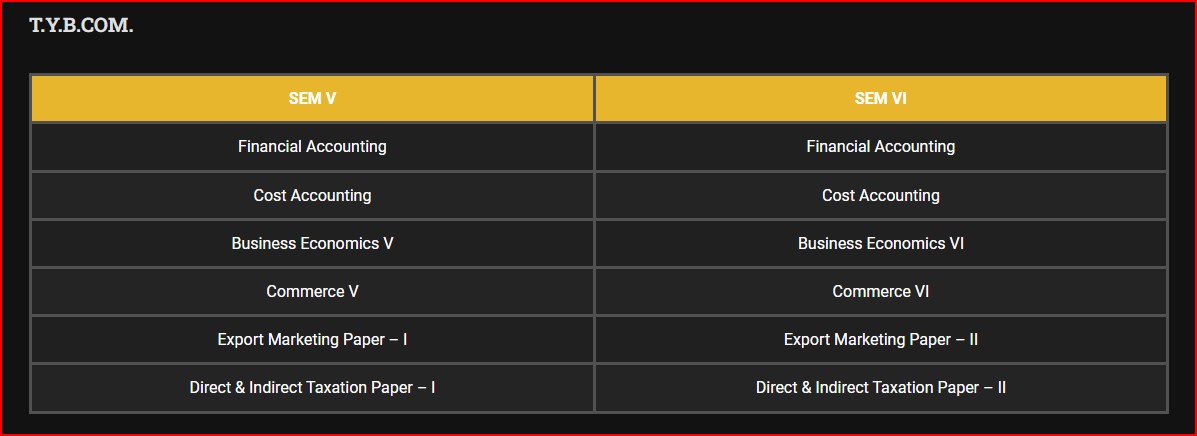 T.Y.B.COM.
SEM V SEM VI
Financial Accounting Financial Accounting
Cost Accounting Cost Accounting
Business Economics V Business Economics VI
Commerce V Commerce VI
Export Marketing Paper – I Export Marketing Paper – II
Direct & Indirect Taxation Paper – I Direct & Indirect Taxation Paper – II